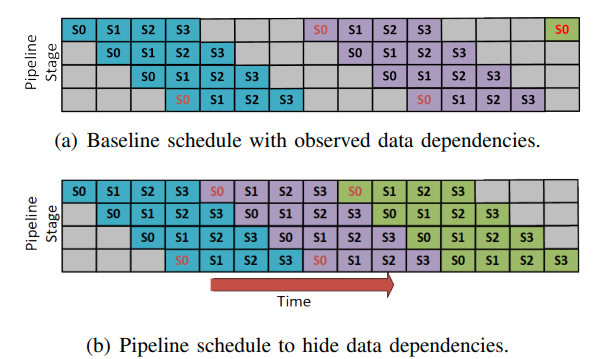 S0 S1 S2 S3 S0 S1 S2 S3 S0
S0 S1 S2 S3 S0 S1 S2 S3
S0 S1 S2 S3 S0 S1 S2 S3
S0 S1 S2 S3 S0 S1 S2 S3
Pipeline
Stage
(a) Baseline schedule with observed data dependencies.
S0 S1 S2 S3 S0 S1 S2 S3 S0 S1 S2 S3
S0 S1 S2 S3 S0 S1 S2 S3 S0 S1 S2 S3
S0 S1 S2 S3 S0 S1 S2 S3 S0 S1 S2 S3
S0 S1 S2 S3 S0 S1 S2 S3 S0 S1 S2 S3
Pipeline
Stage
Time
(b) Pipeline schedule to hide data dependencies.